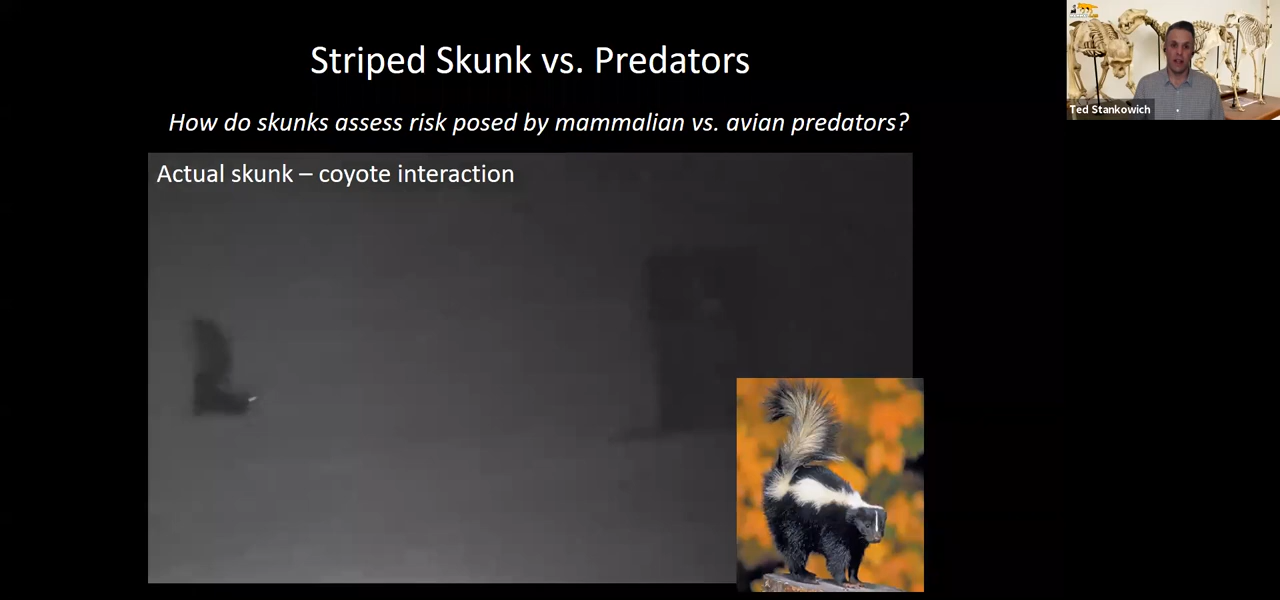 Striped Skunk vs. Predators
How do skunks assess risk posed by mammalian vs. avian predators?
Actual skunk – coyote interaction
Ted Stankowich